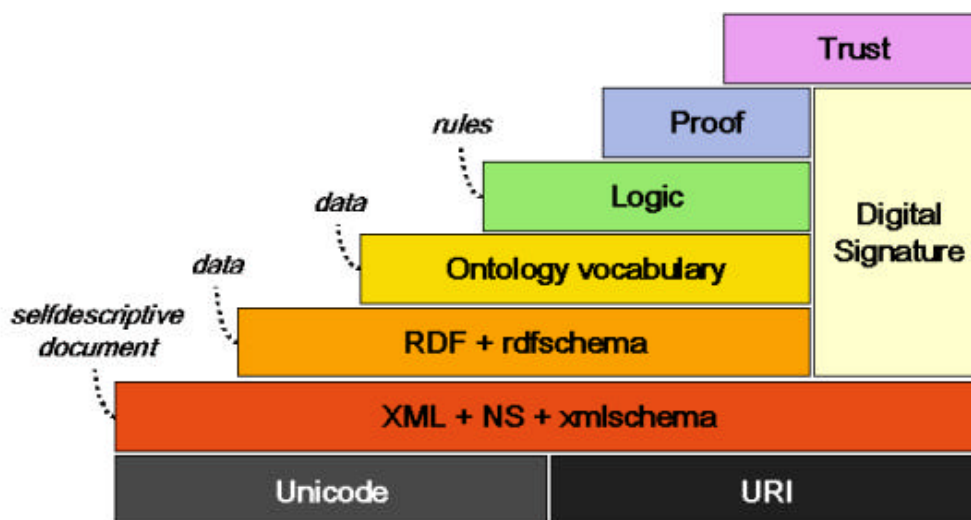 Trust
Proof
rules
Logic
data
Digital
Signature
Ontology vocabulary
data
RDF + rdfschema
selfdescriptive
document
XML + NS + xmlschema
Unicode
URI